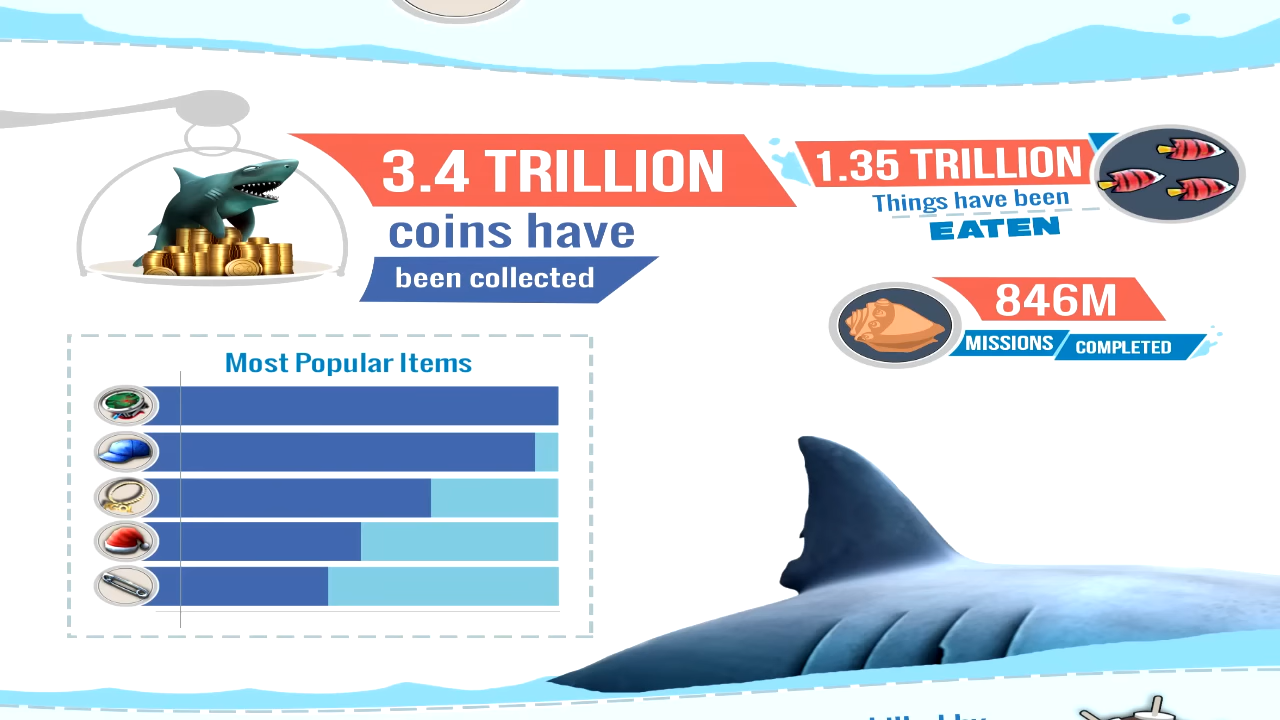 3.4 TRILLION
coins have
been collected
1.35 TRILLION
Things have been
EATEN
846M
MISSIONS COMPLETED
Most Popular Items